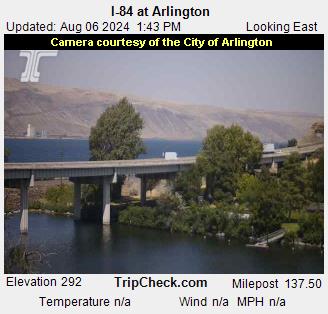 I-84 at Arlington
Updated: Aug 06 2024 1:43 PM Looking East
Camera courtesy of the City of Arlington
Elevation 292 TripCheck.com Milepost 137.50
Temperature n/a Wind n/a MPH n/a